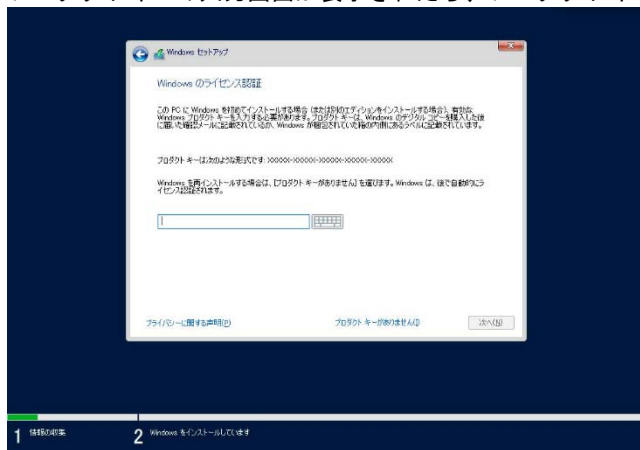 Windows セットアップ
Windows のライセンス認証
この PC に Windows を初めてインストールする場合 (または別のエディションをインストールする場合)、有効な
Windows プロダクト キーを入力する必要があります。プロダクト キーは、Windows のデジタル コピーを購入した後
に届いた確認メールに記載されているか、Windows が梱包されていた箱の内側にあるラベルに記載されています。
プロダクト キーは次のような形式です: XXXXX-XXXXX-XXXXX-XXXXX-XXXXX
Windows を再インストールする場合は、[プロダクト キーがありません] を選びます。Windows は、後で自動的にラ
イセンス認証されます。
プライバシーに関する声明(P)
プロダクト キーがありません(I)
次へ(N)
1 情報の収集
2 Windows をインストールしています